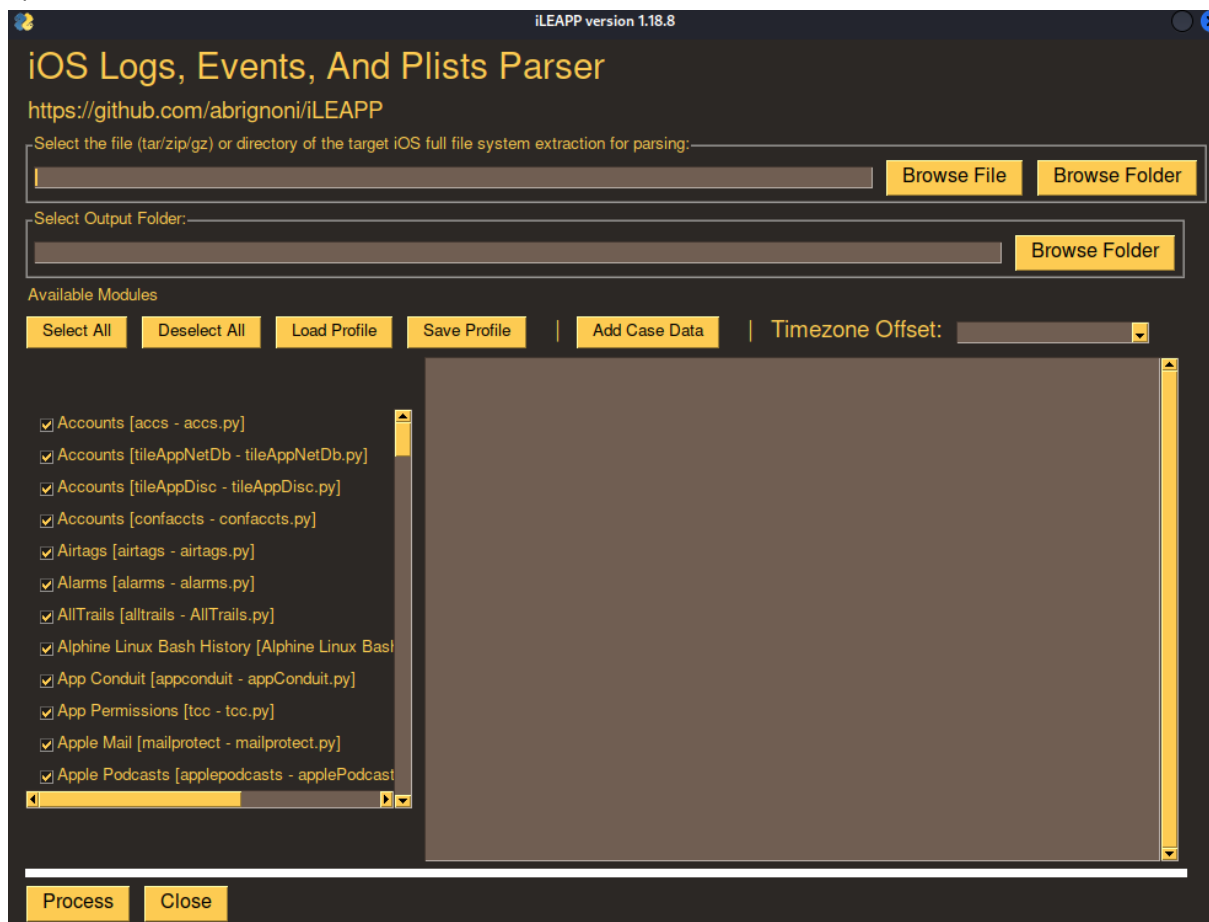 iLEAPP version 1.18.8
iOS Logs, Events, And Plists Parser
https://github.com/abrignoni/iLEAPP
Select the file (tar/zip/gz) or directory of the target iOS full file system extraction for parsing:
Browse File Browse Folder
Select Output Folder:
Browse Folder
Available Modules
Select All Deselect All Load Profile Save Profile | Add Case Data | Timezone Offset:
Accounts [accs - accs.py]
Accounts [tileAppNetDb - tileAppNetDb.py]
Accounts [tileAppDisc - tileAppDisc.py]
Accounts [confaccts - confaccts.py]
Airtags [airtags - airtags.py]
Alarms [alarms - alarms.py]
AllTrails [alltrails - AllTrails.py]
Alphine Linux Bash History [Alphine Linux Bash
App Conduit [appconduit - appConduit.py]
App Permissions [tcc - tcc.py]
Apple Mail [mailprotect - mailprotect.py]
Apple Podcasts [applepodcasts - applePodcast
Process Close